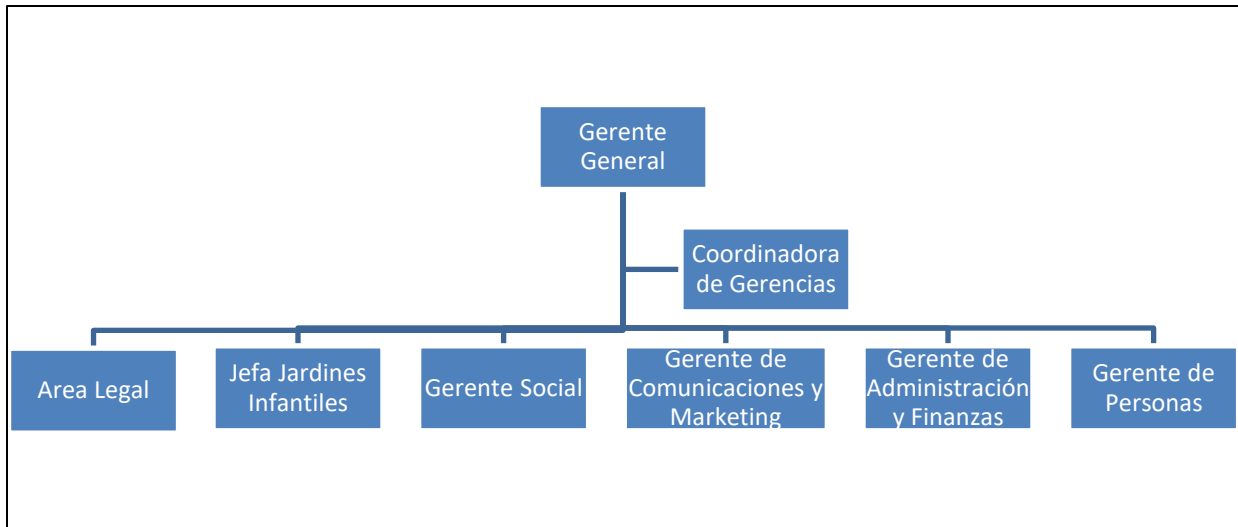 Gerente
General
Coordinadora
de Gerencias
Area Legal
Jefa Jardines
Infantiles
Gerente Social
Gerente de
Comunicaciones y
Marketing
Gerente de
Administración
y Finanzas
Gerente de
Personas